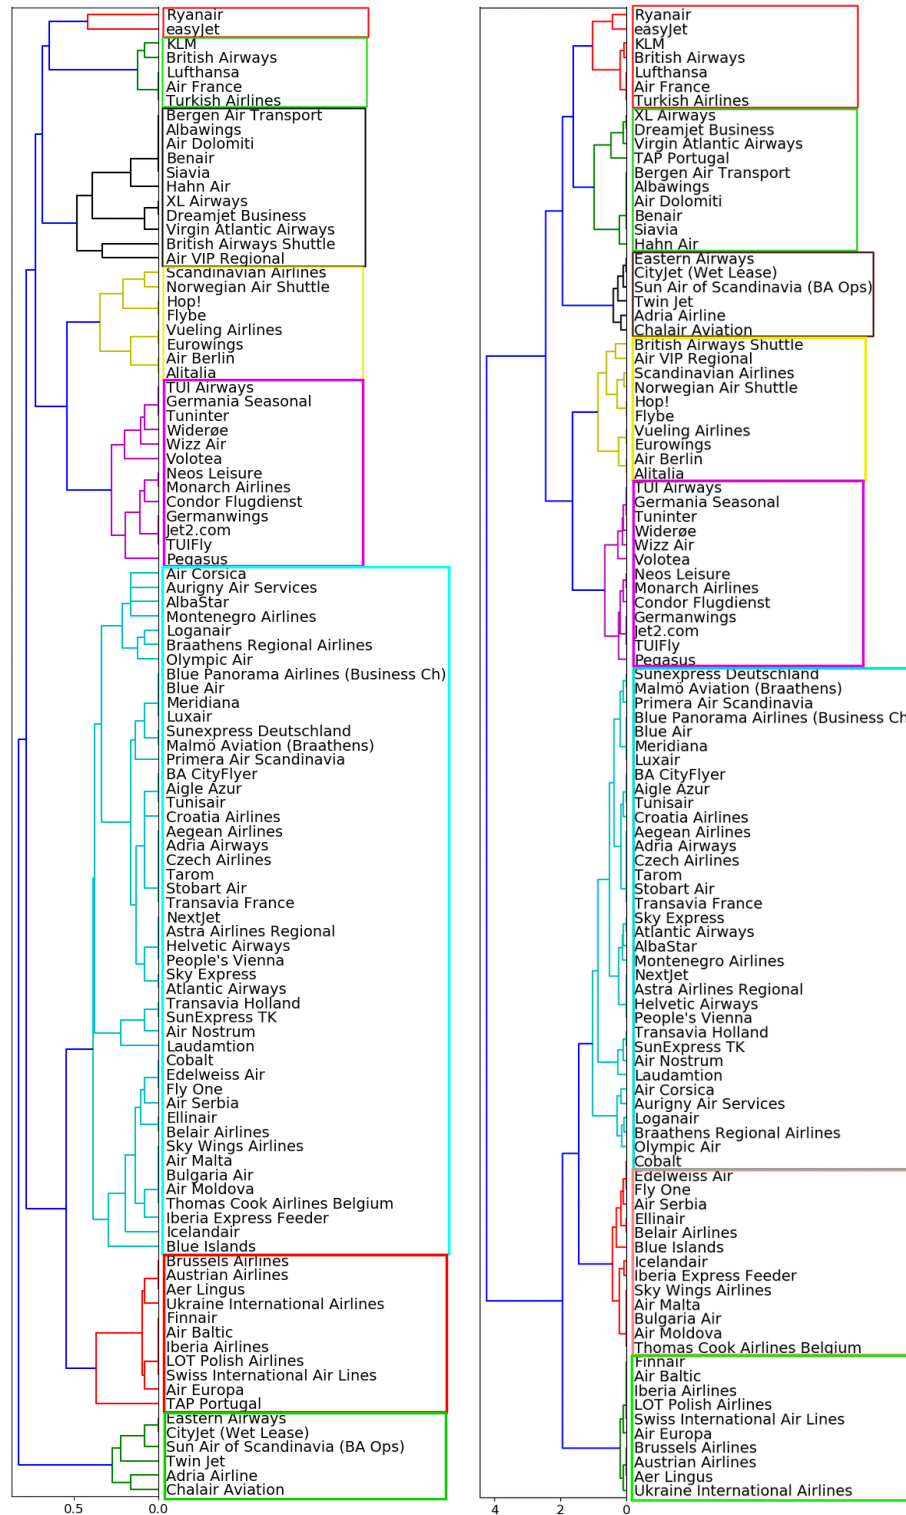 Ryanair
easyJet
KLM
British Airways
Lufthansa
Air France
Turkish Airlines
Bergen Air Transport
Albawings
Air Dolomiti
Benair
Siavia
Hahn Air
XL Airways
Dreamjet Business
Virgin Atlantic Airways
British Airways Shuttle
Air VIP Regional
Scandinavian Airlines
Norwegian Air Shuttle
Hop!
Flybe
Vueling Airlines
Eurowings
Air Berlin
Alitalia
TUI Airways
Germania Seasonal
Tuninter
Widerøe
Wizz Air
Volotea
Neos Leisure
Monarch Airlines
Condor Flugdienst
Germanwings
Jet2.com
TUIFly
Pegasus
Air Corsica
Aurigny Air Services
AlbaStar
Montenegro Airlines
Loganair
Braathens Regional Airlines
Olympic Air
Blue Panorama Airlines (Business Ch)
Blue Air
Meridiana
Luxair
Sunexpress Deutschland
Malmö Aviation (Braathens)
Primera Air Scandinavia
BA CityFlyer
Aigle Azur
Tunisair
Croatia Airlines
Aegean Airlines
Adria Airways
Czech Airlines
Tarom
Stobart Air
Transavia France
NextJet
Astra Airlines Regional
Helvetic Airways
People's Vienna
Sky Express
Atlantic Airways
Transavia Holland
SunExpress TK
Air Nostrum
Laudamtion
Cobalt
Edelweiss Air
Fly One
Air Serbia
Ellinair
Belair Airlines
Sky Wings Airlines
Air Malta
Bulgaria Air
Air Moldova
Thomas Cook Airlines Belgium
Iberia Express Feeder
Icelandair
Blue Islands
Brussels Airlines
Austrian Airlines
Aer Lingus
Ukraine International Airlines
Finnair
Air Baltic
Iberia Airlines
LOT Polish Airlines
Swiss International Air Lines
Air Europa
TAP Portugal
Eastern Airways
CityJet (Wet Lease)
Sun Air of Scandinavia (BA Ops)
Twin Jet
Adria Airline
Chalair Aviation
0.5 0.0
Ryanair
easyJet
KLM
British Airways
Lufthansa
Air France
Turkish Airlines
XL Airways
Dreamjet Business
Virgin Atlantic Airways
TAP Portugal
Bergen Air Transport
Albawings
Air Dolomiti
Benair
Siavia
Hahn Air
Eastern Airways
CityJet (Wet Lease)
Sun Air of Scandinavia (BA Ops)
Twin Jet
Adria Airline
Chalair Aviation
British Airways Shuttle
Air VIP Regional
Scandinavian Airlines
Norwegian Air Shuttle
Hop!
Flybe
Vueling Airlines
Eurowings
Air Berlin
Alitalia
TUI Airways
Germania Seasonal
Tuninter
Widerøe
Wizz Air
Volotea
Neos Leisure
Monarch Airlines
Condor Flugdienst
Germanwings
Jet2.com
TUIFly
Pegasus
Sunexpress Deutschland
Malmö Aviation (Braathens)
Primera Air Scandinavia
Blue Panorama Airlines (Business Ch
Blue Air
Meridiana
Luxair
BA CityFlyer
Aigle Azur
Tunisair
Croatia Airlines
Aegean Airlines
Adria Airways
Czech Airlines
Tarom
Stobart Air
Transavia France
Sky Express
Atlantic Airways
AlbaStar
Montenegro Airlines
NextJet
Astra Airlines Regional
Helvetic Airways
People's Vienna
Transavia Holland
SunExpress TK
Air Nostrum
Laudamtion
Air Corsica
Aurigny Air Services
Loganair
Braathens Regional Airlines
Olympic Air
Cobalt
Edelweiss Air
Fly One
Air Serbia
Ellinair
Belair Airlines
Blue Islands
Icelandair
Iberia Express Feeder
Sky Wings Airlines
Air Malta
Bulgaria Air
Air Moldova
Thomas Cook Airlines Belgium
Finnair
Air Baltic
Iberia Airlines
LOT Polish Airlines
Swiss International Air Lines
Air Europa
Brussels Airlines
Austrian Airlines
Aer Lingus
Ukraine International Airlines
4 2 0